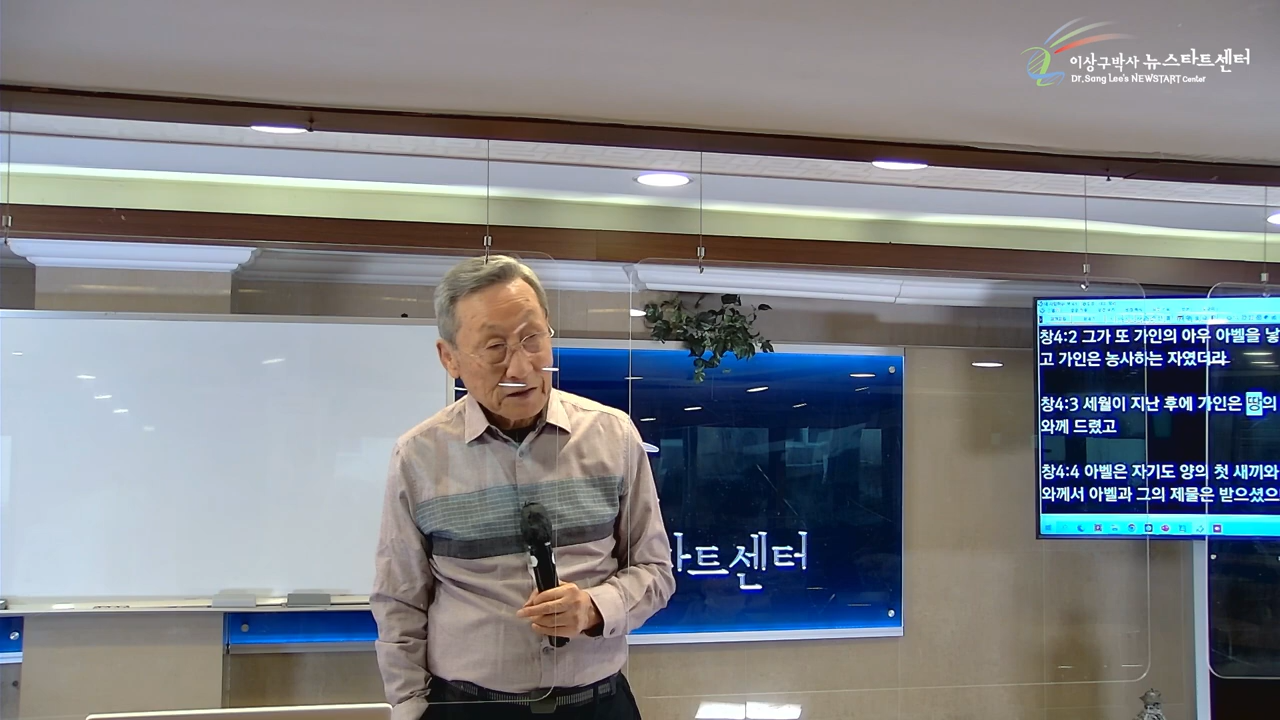 이상구박사 뉴스타트센터
Dr. Sang Lee's NEWSTART Center
창4:2 그가 또 가인의 아우 아벨을 낳
고 가인은 농사하는 자였더라
창4:3 세월이 지난 후에 가인은 땅의
와께 드렸고
창4:4 아벨은 자기도 양의 첫 새끼와
와께서 아벨과 그의 제물은 받으셨으
타트센터